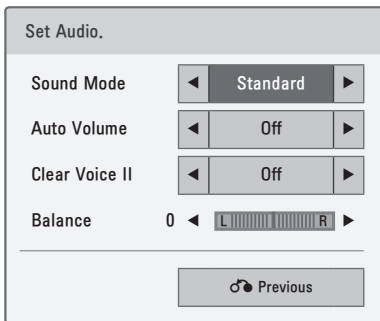 Set Audio.
Sound Mode ◀ Standard ▶
Auto Volume ◀ Off ▶
Clear Voice II ◀ Off ▶
Balance 0 ◀ L R ▶
Previous